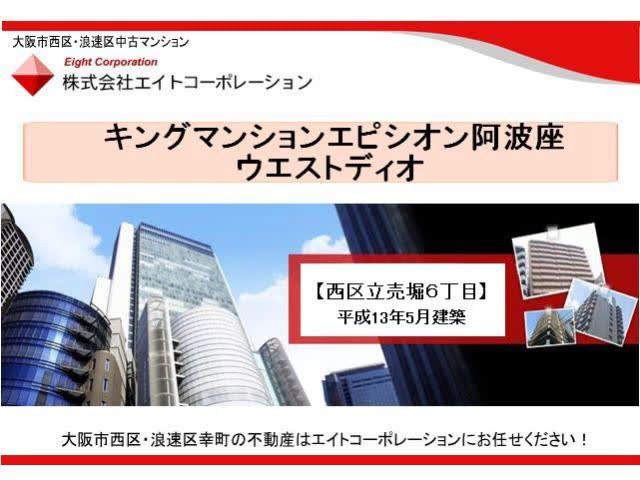 大阪市西区・浪速区中古マンション
Eight Corporation
株式会社エイトコーポレーション
キングマンションエピシオン阿波座
ウエストディオ
【西区立売堀6丁目】
平成13年5月建築
大阪市西区・浪速区幸町の不動産はエイトコーポレーションにお任せください！